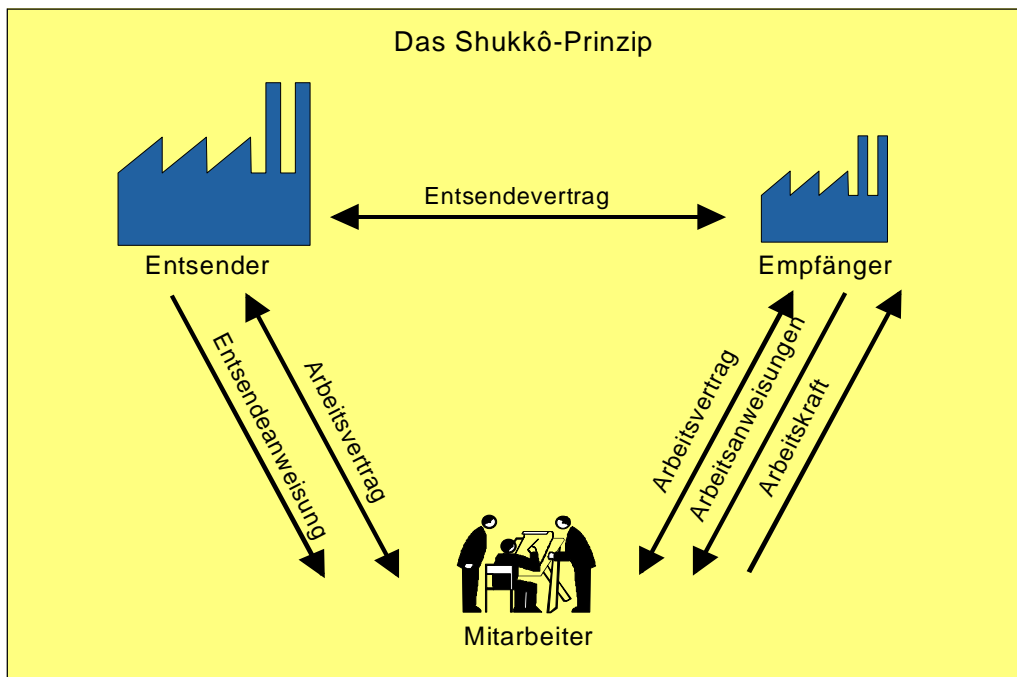 Das Shukkô-Prinzip
Entsendevertrag
Entsender
Empfänger
Entsendeanweisung
Arbeitsvertrag
Arbeitsvertrag
Arbeitsanweisungen
Arbeitskraft
Mitarbeiter